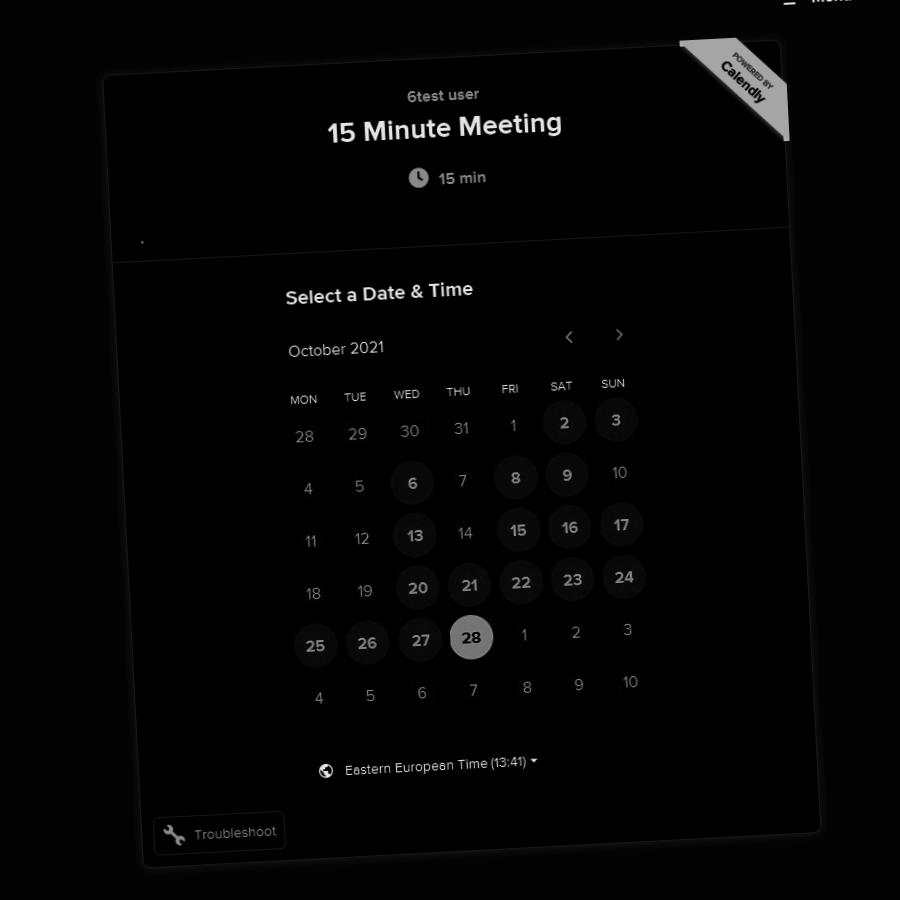 6test user
15 Minute Meeting
15 min
POWERED BY
Calendly
Select a Date & Time
October 2021
MON TUE WED THU FRI SAT SUN
28 29 30 31 1 2 3
4 5 6 7 8 9 10
11 12 13 14 15 16 17
18 19 20 21 22 23 24
25 26 27 28 1 2 3
4 5 6 7 8 9 10
Eastern European Time (13:41)
Troubleshoot